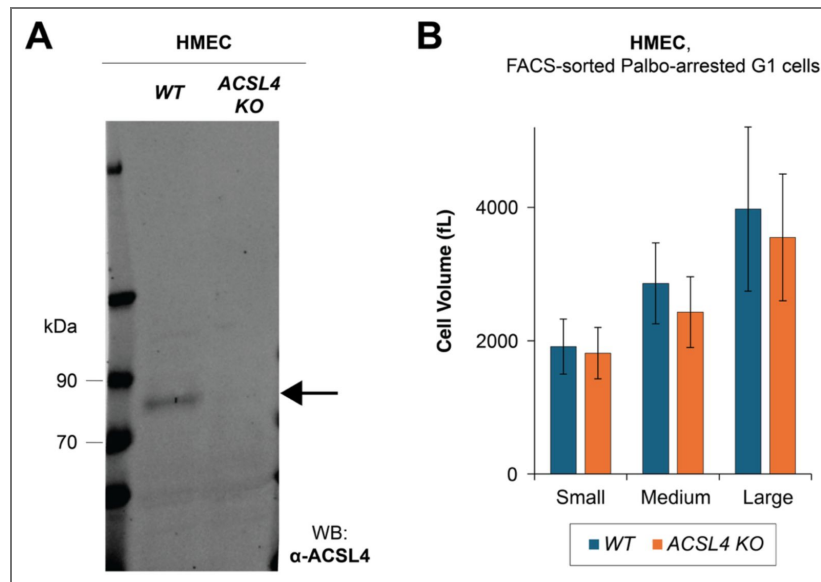 A
HMEC
WT
ACSL4
KO
kDa
90
70
WB:
α-ACSL4
B
HMEC,
FACS-sorted Palbo-arrested G1 cells
Cell Volume (fL)
4000
2000
0
Small Medium Large
WT ACSL4 KO